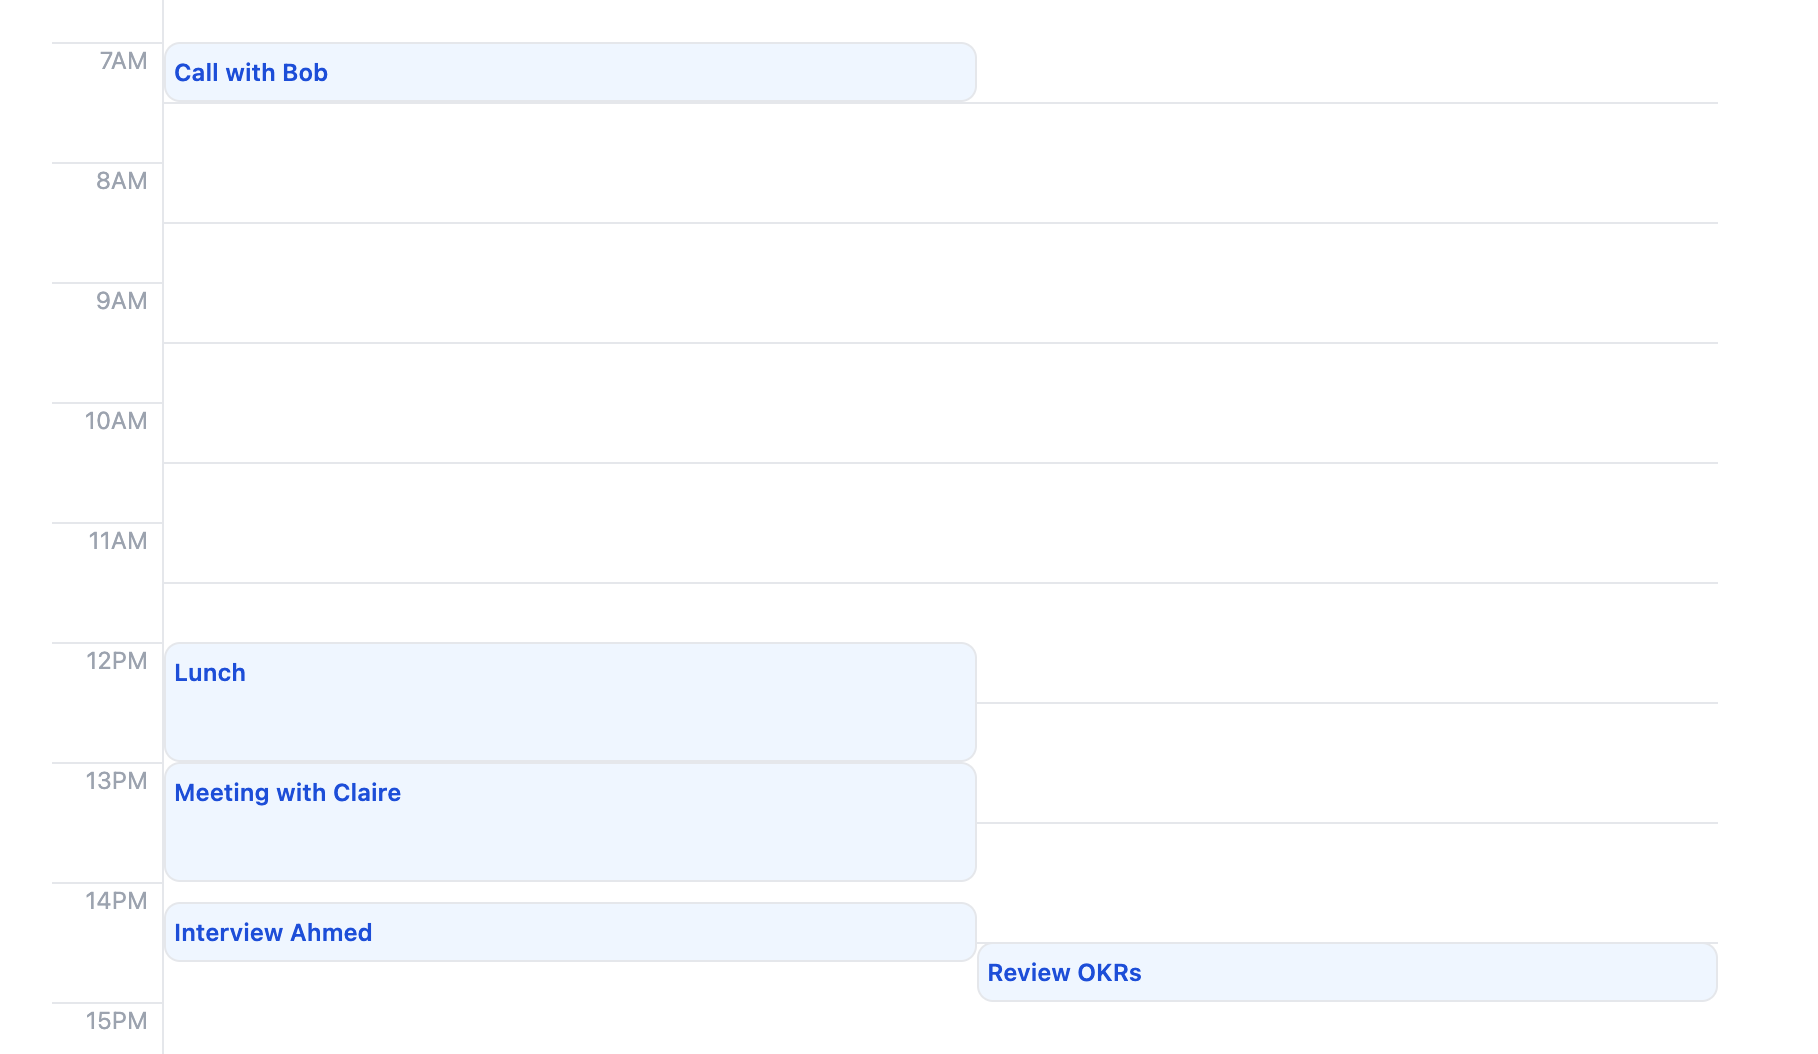 7AM
Call with Bob
8AM
9AM
10AM
11AM
12PM
Lunch
13PM
Meeting with Claire
14PM
Interview Ahmed
Review OKRs
15PM